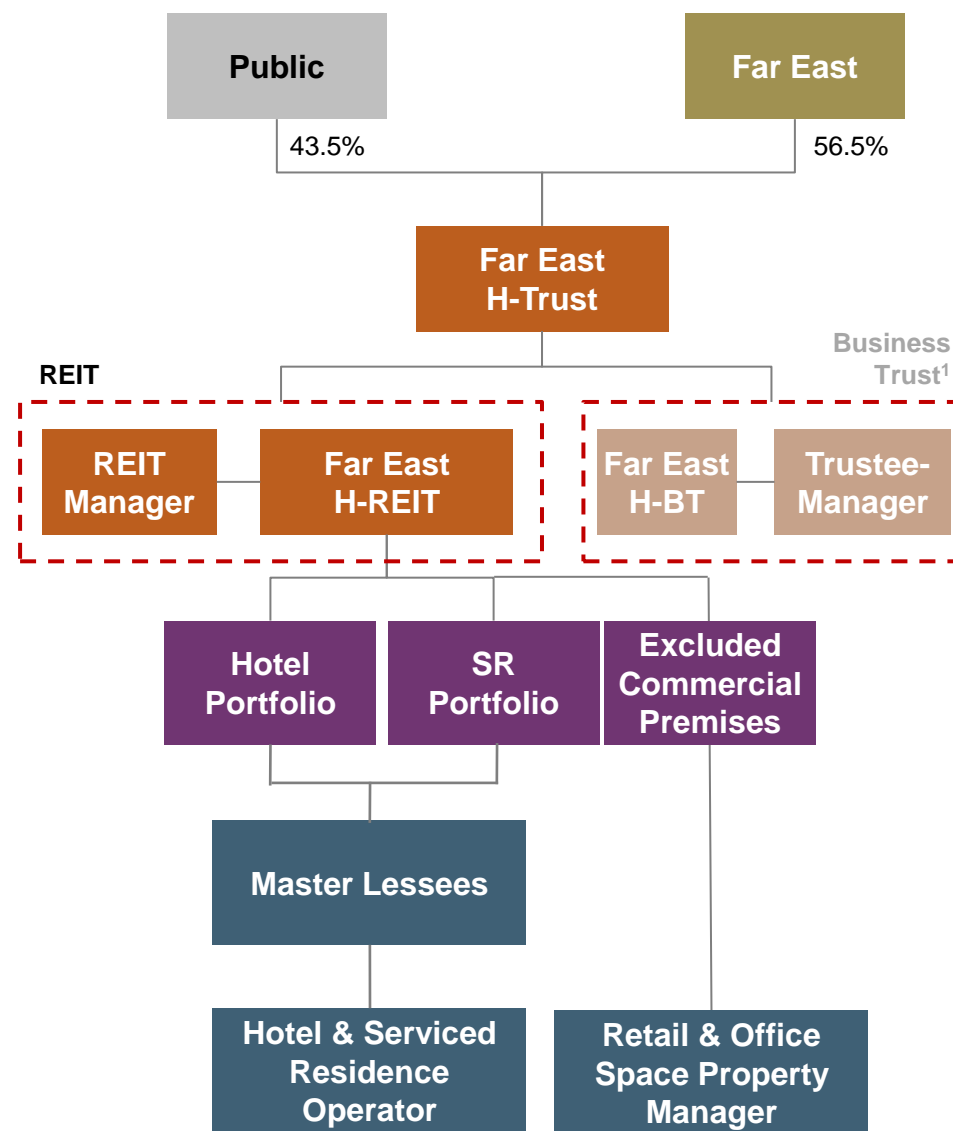 Public
Far East
43.5%
56.5%
Far East
H-Trust
Business
Trust¹
REIT
REIT
Manager
Far East
H-REIT
Far East
H-BT
Trustee-
Manager
Hotel
Portfolio
SR
Portfolio
Excluded
Commercial
Premises
Master Lessees
Hotel & Serviced
Residence
Operator
Retail & Office
Space Property
Manager